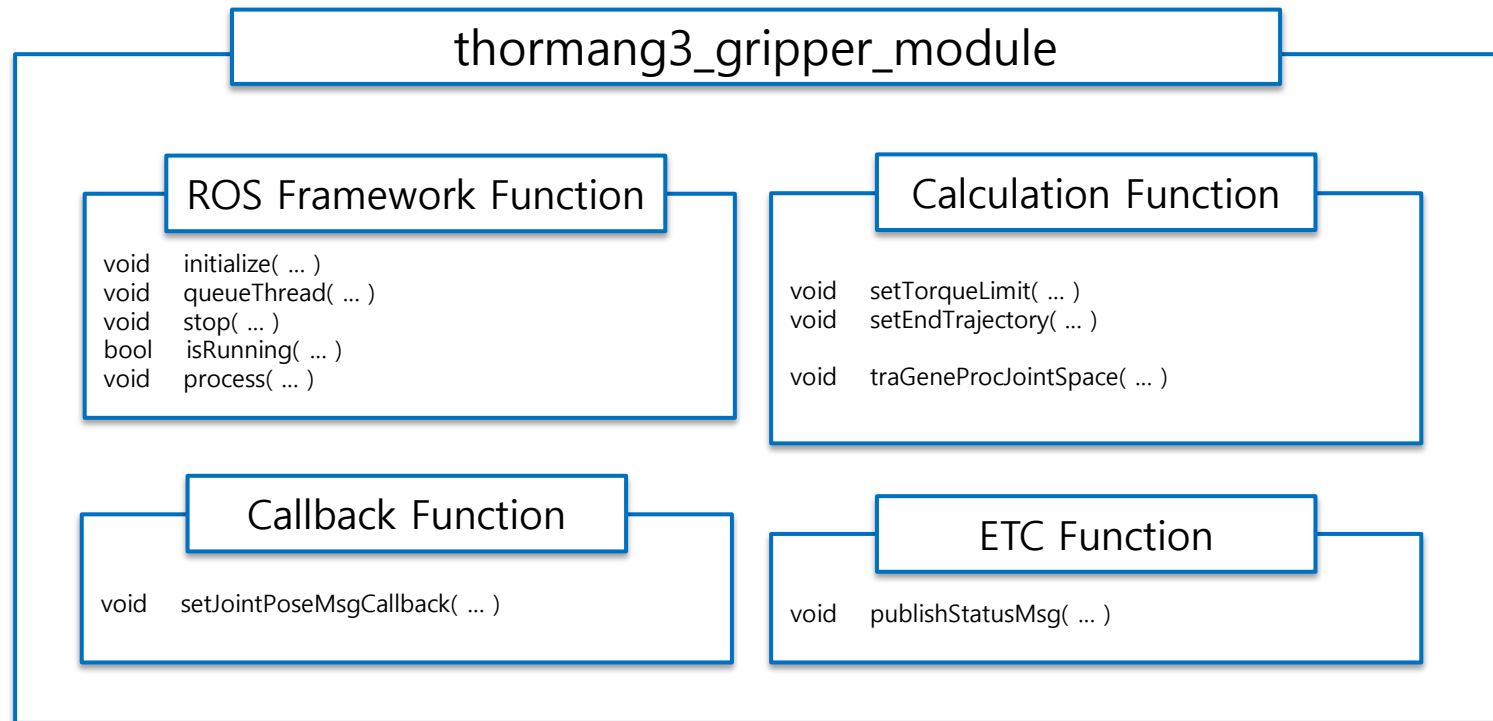 thormang3_gripper_module
ROS Framework Function
void initialize( ... )
void queueThread( ... )
void stop( ... )
bool isRunning( ... )
void process( ... )
Calculation Function
void setTorqueLimit( ... )
void setEndTrajectory( ... )
void traGeneProcJointSpace( ... )
Callback Function
void setJointPoseMsgCallback( ... )
ETC Function
void publishStatusMsg( ... )